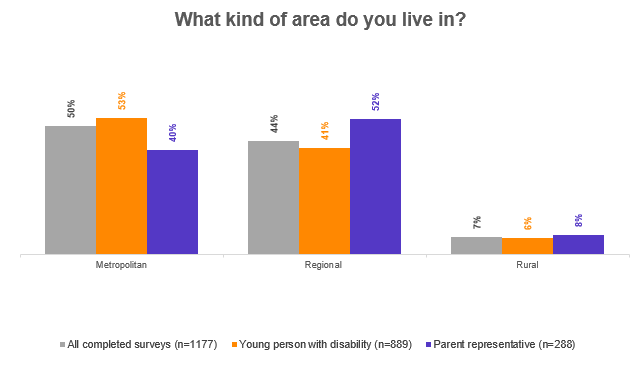 What kind of area do you live in?
50%
53%
40%
44%
41%
52%
7%
6%
8%
Metropolitan
Regional
Rural
All completed surveys (n=1177)
Young person with disability (n=889)
Parent representative (n=288)